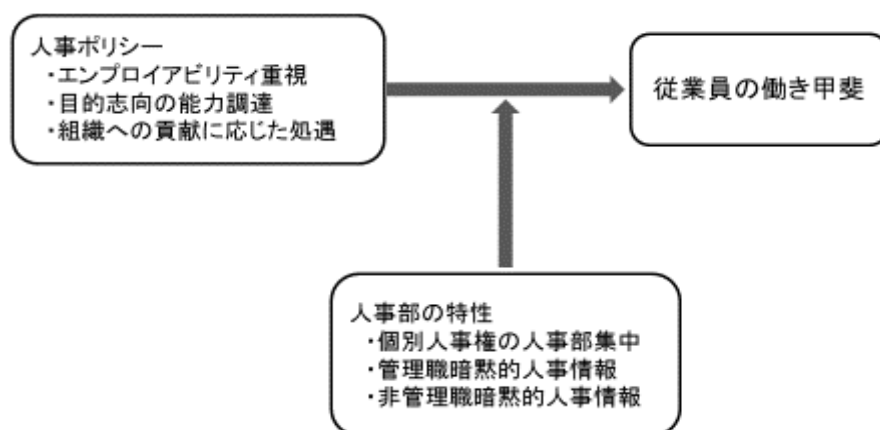 人事ポリシー
・エンプロイアビリティ重視
・目的志向の能力調達
・組織への貢献に応じた処遇
従業員の働き甲斐
人事部の特性
・個別人事権の人事部集中
・管理職暗黙的人事情報
・非管理職暗黙的人事情報